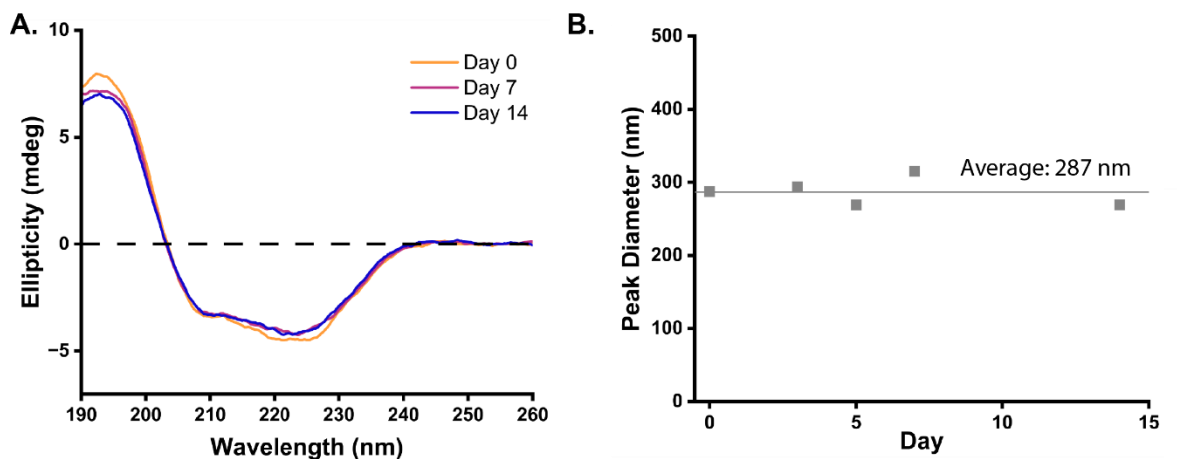 A.
10
5
0
−5
Ellipticity (mdeg)
Day 0
Day 7
Day 14
190 200 210 220 230 240 250 260
Wavelength (nm)
B.
500
400
300
200
100
0
Peak Diameter (nm)
Average: 287 nm
0 5 10 15
Day